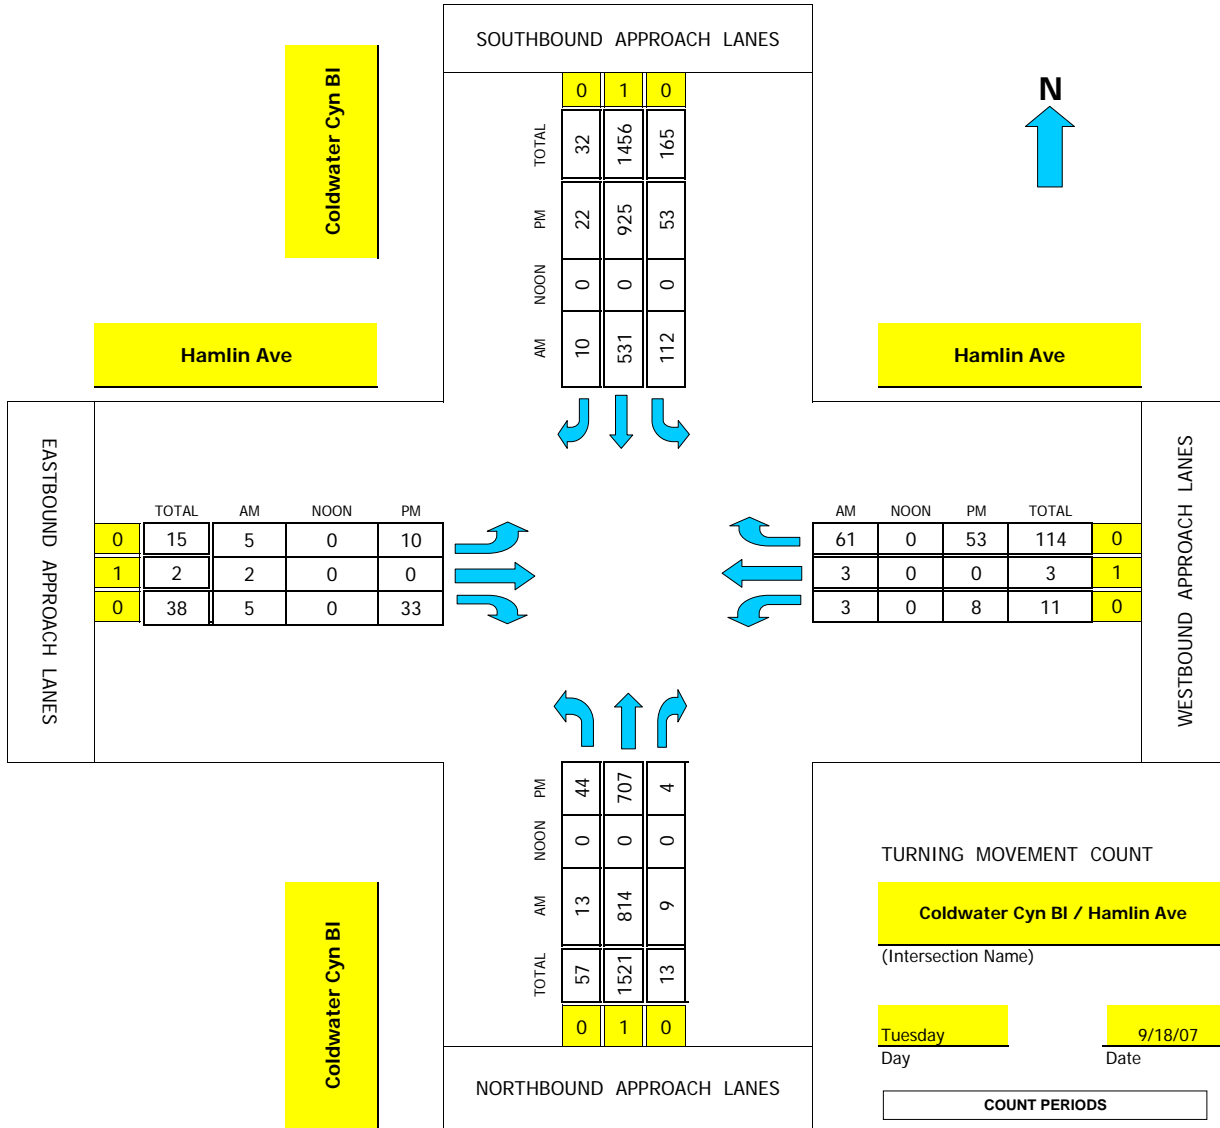 SOUTHBOUND APPROACH LANES
Coldwater Cyn Bl
N
0 1 0
TOTAL 32 1456 165
PM 22 925 53
NOON 0 0 0
AM 10 531 112
Hamlin Ave
Hamlin Ave
EASTBOUND APPROACH LANES
TOTAL AM NOON PM
0 15 5 0 10
1 2 2 0 0
0 38 5 0 33
AM NOON PM TOTAL
61 0 53 114 0
3 0 0 3 1
3 0 8 11 0
WESTBOUND APPROACH LANES
PM 44 707 4
NOON 0 0 0
AM 13 814 9
TOTAL 57 1521 13
0 1 0
NORTHBOUND APPROACH LANES
Coldwater Cyn Bl
TURNING MOVEMENT COUNT
Coldwater Cyn Bl / Hamlin Ave
(Intersection Name)
Tuesday 9/18/07
Day Date
COUNT PERIODS